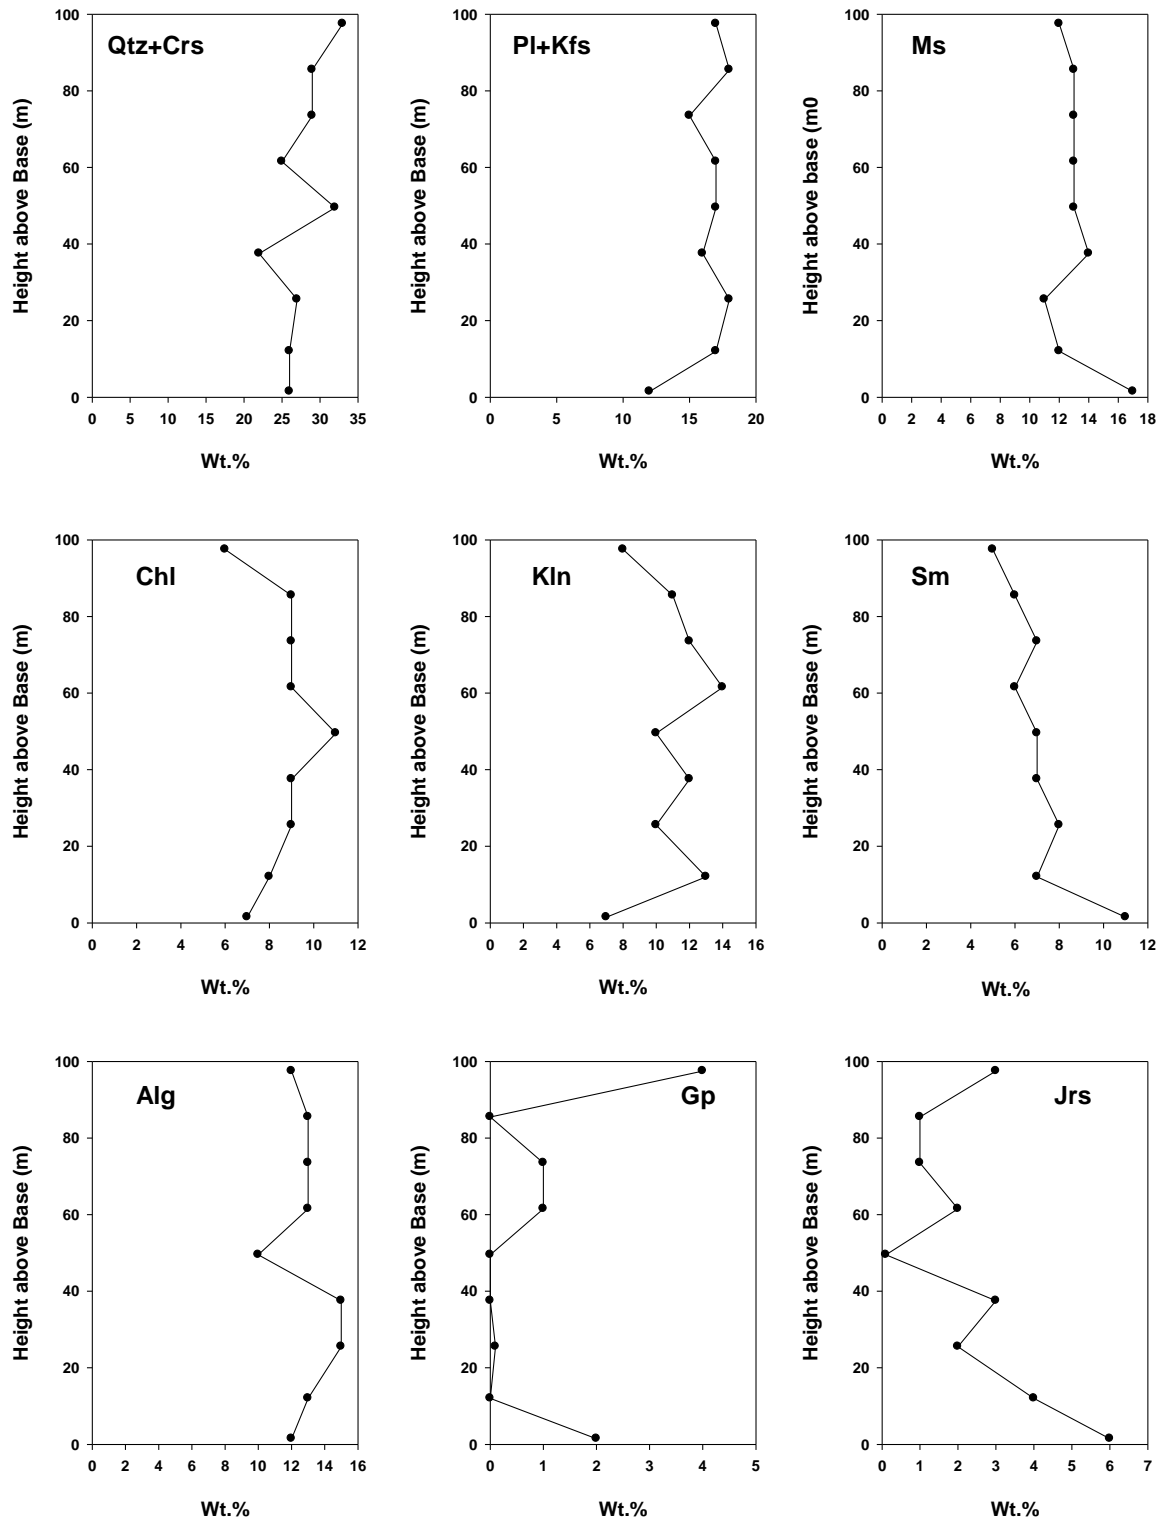 Qtz+Crs
Height above Base (m)
100
80
60
40
20
0
0 5 10 15 20 25 30 35
Wt.%
Pl+Kfs
Height above Base (m)
100
80
60
40
20
0
0 5 10 15 20
Wt.%
Ms
Height above base (m0
100
80
60
40
20
0
0 2 4 6 8 10 12 14 16 18
Wt.%
Chl
Height above Base (m)
100
80
60
40
20
0
0 2 4 6 8 10 12
Wt.%
Kln
Height above Base (m)
100
80
60
40
20
0
0 2 4 6 8 10 12 14 16
Wt.%
Sm
Height above Base (m)
100
80
60
40
20
0
0 2 4 6 8 10 12
Wt.%
Alg
Height above Base (m)
100
80
60
40
20
0
0 2 4 6 8 10 12 14 16
Wt.%
Gp
Height above Base (m)
100
80
60
40
20
0
0 1 2 3 4 5
Wt.%
Jrs
Height above Base (m)
100
80
60
40
20
0
0 1 2 3 4 5 6 7
Wt.%